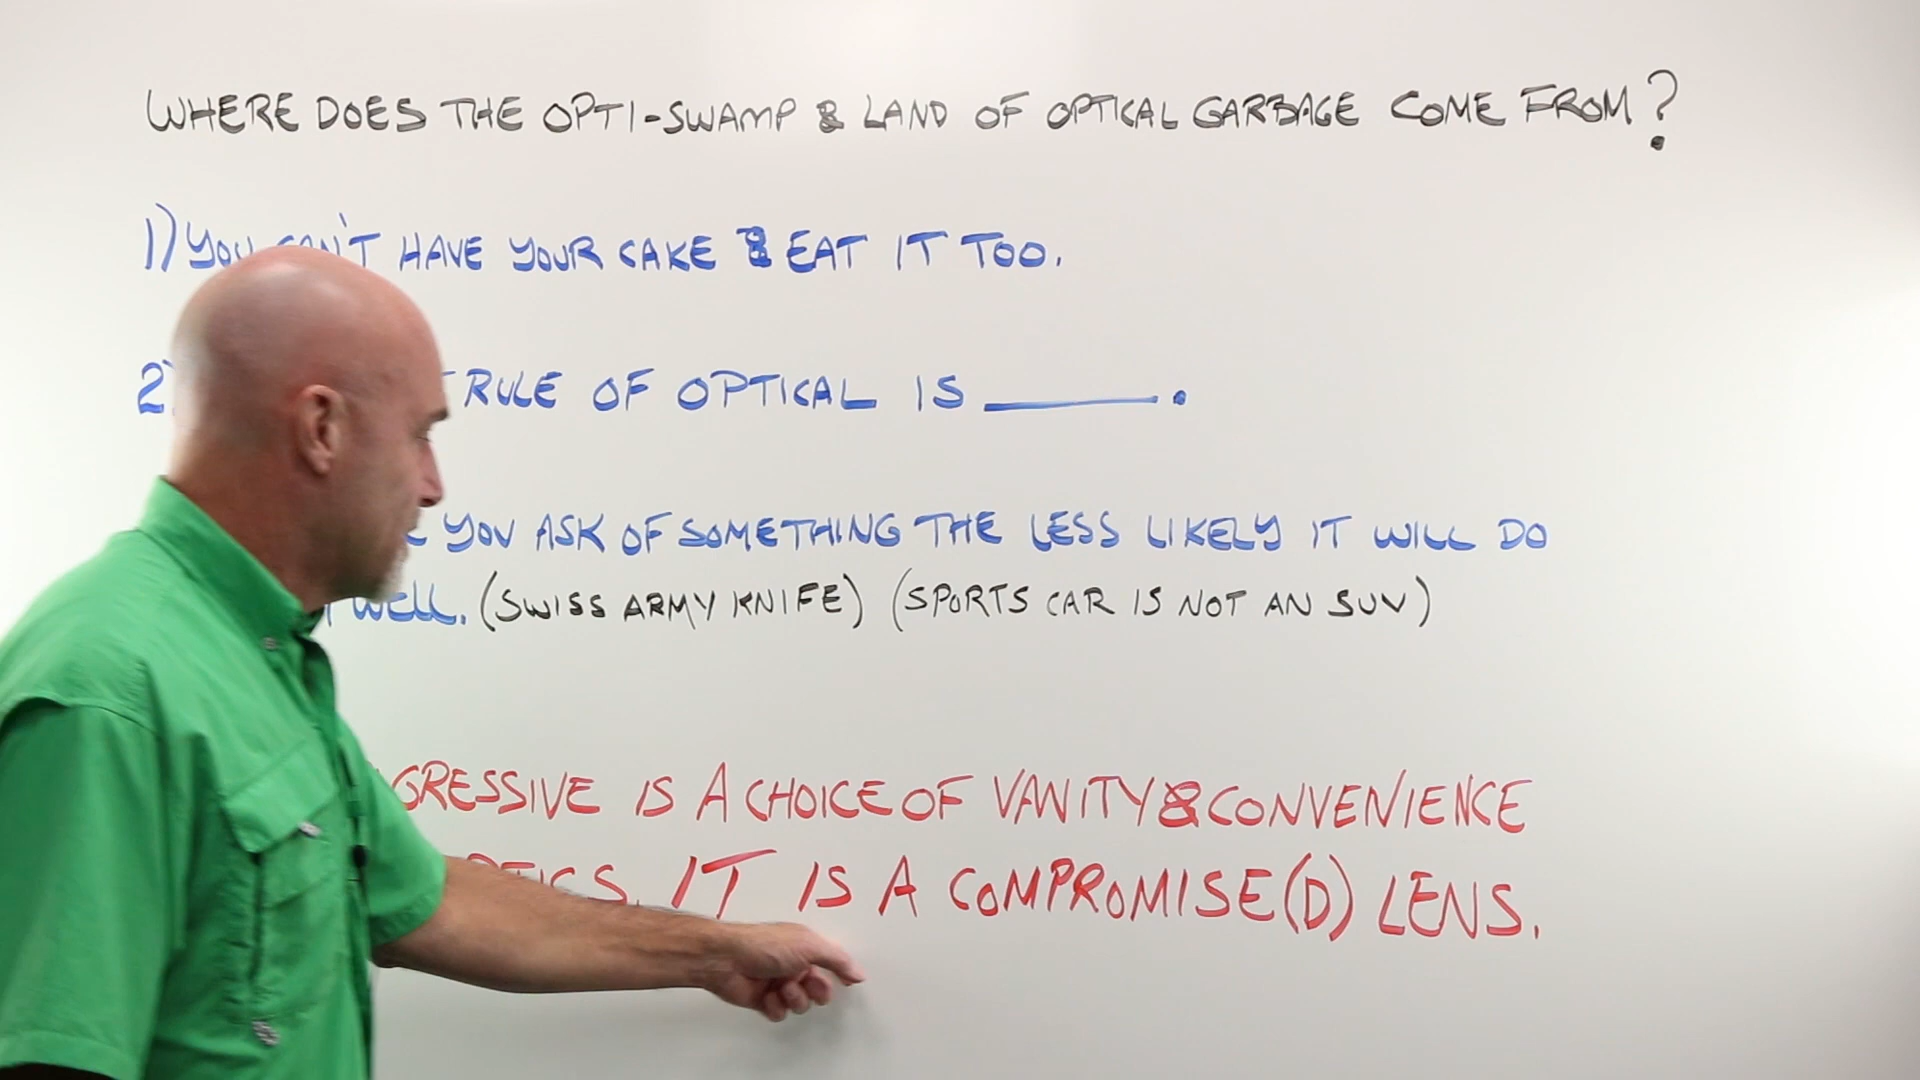 WHERE DOES THE OPTI-SWAMP & LAND OF OPTICAL GARBAGE COME FROM?
1) YOU CAN'T HAVE YOUR CAKE & EAT IT TOO.
2) RULE OF OPTICAL IS ______.
YOU ASK OF SOMETHING THE LESS LIKELY IT WILL DO
WELL. (SWISS ARMY KNIFE) (SPORTS CAR IS NOT AN SUV)
GRESSIVE IS A CHOICE OF VANITY & CONVENIENCE
IT IS A COMPROMISE(D) LENS.